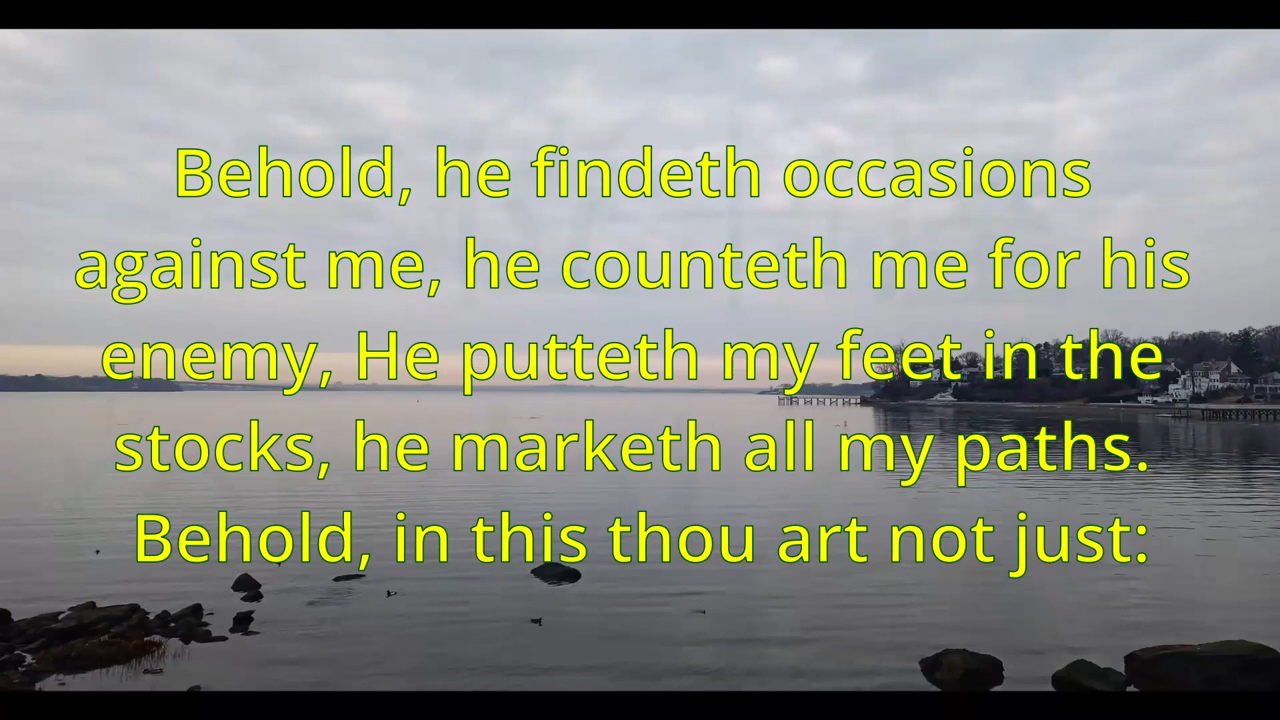 Behold, he findeth occasions
against me, he counteth me for his
enemy, He putteth my feet in the
stocks, he marketh all my paths.
Behold, in this thou art not just: